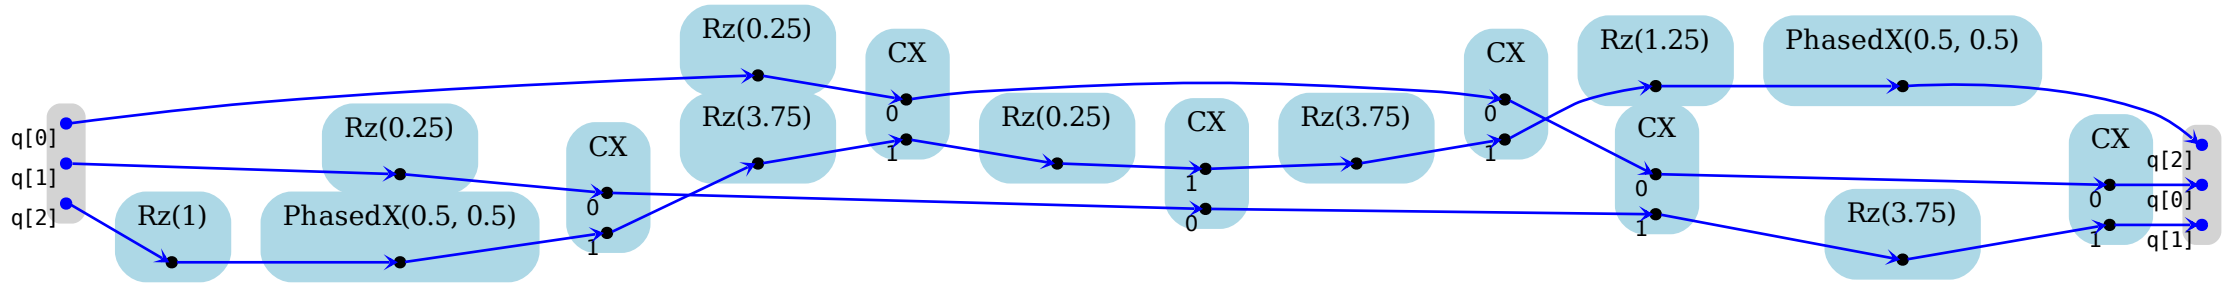 q[0]
q[1]
q[2]
Rz(1)
Rz(0.25)
PhasedX(0.5, 0.5)
CX
0
1
Rz(0.25)
Rz(3.75)
CX
0
1
Rz(0.25)
CX
1
0
Rz(3.75)
CX
0
1
Rz(1.25)
CX
0
1
PhasedX(0.5, 0.5)
Rz(3.75)
CX
0
1
q[2]
q[0]
q[1]